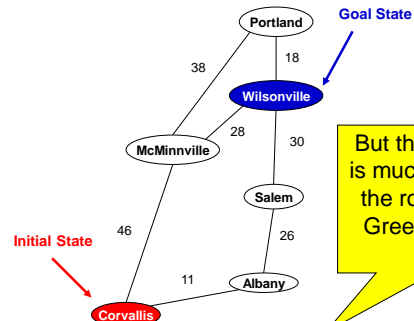 Portland
Goal State
38
18
Wilsonville
28
McMinnville
30
But th
is muc
the ro
Gree
Salem
Initial State
46
26
11
Albany
Corvallis